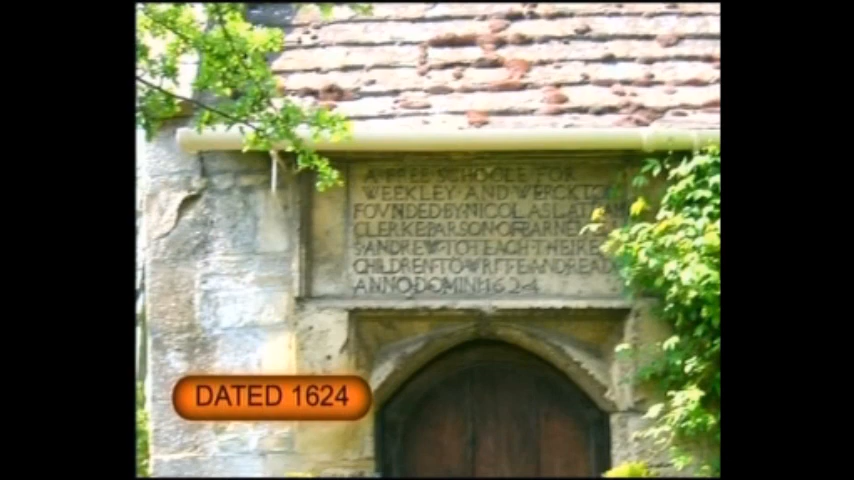 A FREE SCHOOLE FOR
WEEKLEY AND
FOVNDED BY NICOLAS
CLERKE PARSON OF
S ANDREW TO TEACH THEIRE
CHILDREN TO WRITE AND READ
ANNO DOMINI 1624
DATED 1624